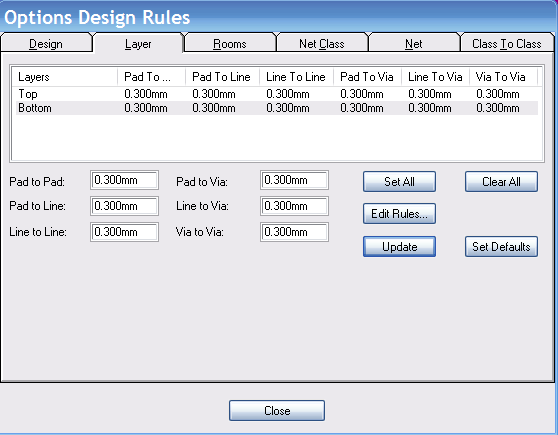 Options Design Rules
Design Layer Rooms Net Class Net Class To Class
Layers Pad To ... Pad To Line Line To Line Pad To Via Line To Via Via To Via
Top 0.300mm 0.300mm 0.300mm 0.300mm 0.300mm 0.300mm
Bottom 0.300mm 0.300mm 0.300mm 0.300mm 0.300mm 0.300mm
Pad to Pad: 0.300mm Pad to Via: 0.300mm Set All Clear All
Pad to Line: 0.300mm Line to Via: 0.300mm Edit Rules...
Line to Line: 0.300mm Via to Via: 0.300mm Update Set Defaults
Close